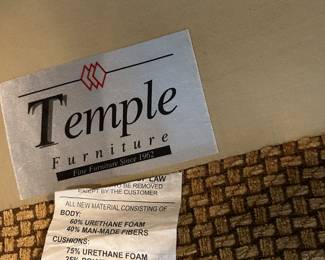 Temple
Furniture
Fine Furniture Since 1962
LAW
TO BE REMOVED
EXCEPT BY THE CUSTOMER
ALL NEW MATERIAL CONSISTING OF
BODY:
60% URETHANE FOAM
40% MAN-MADE FIBERS
CUSHIONS:
75% URETHANE FOAM